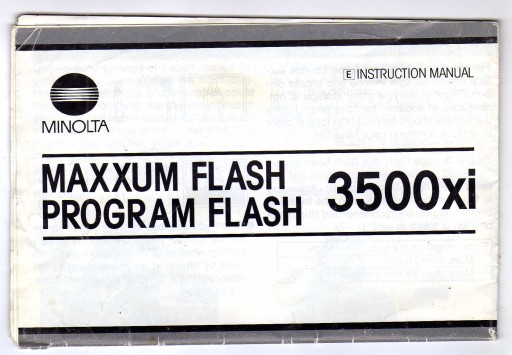 E INSTRUCTION MANUAL
MINOLTA
MAXXUM FLASH
PROGRAM FLASH
3500xi